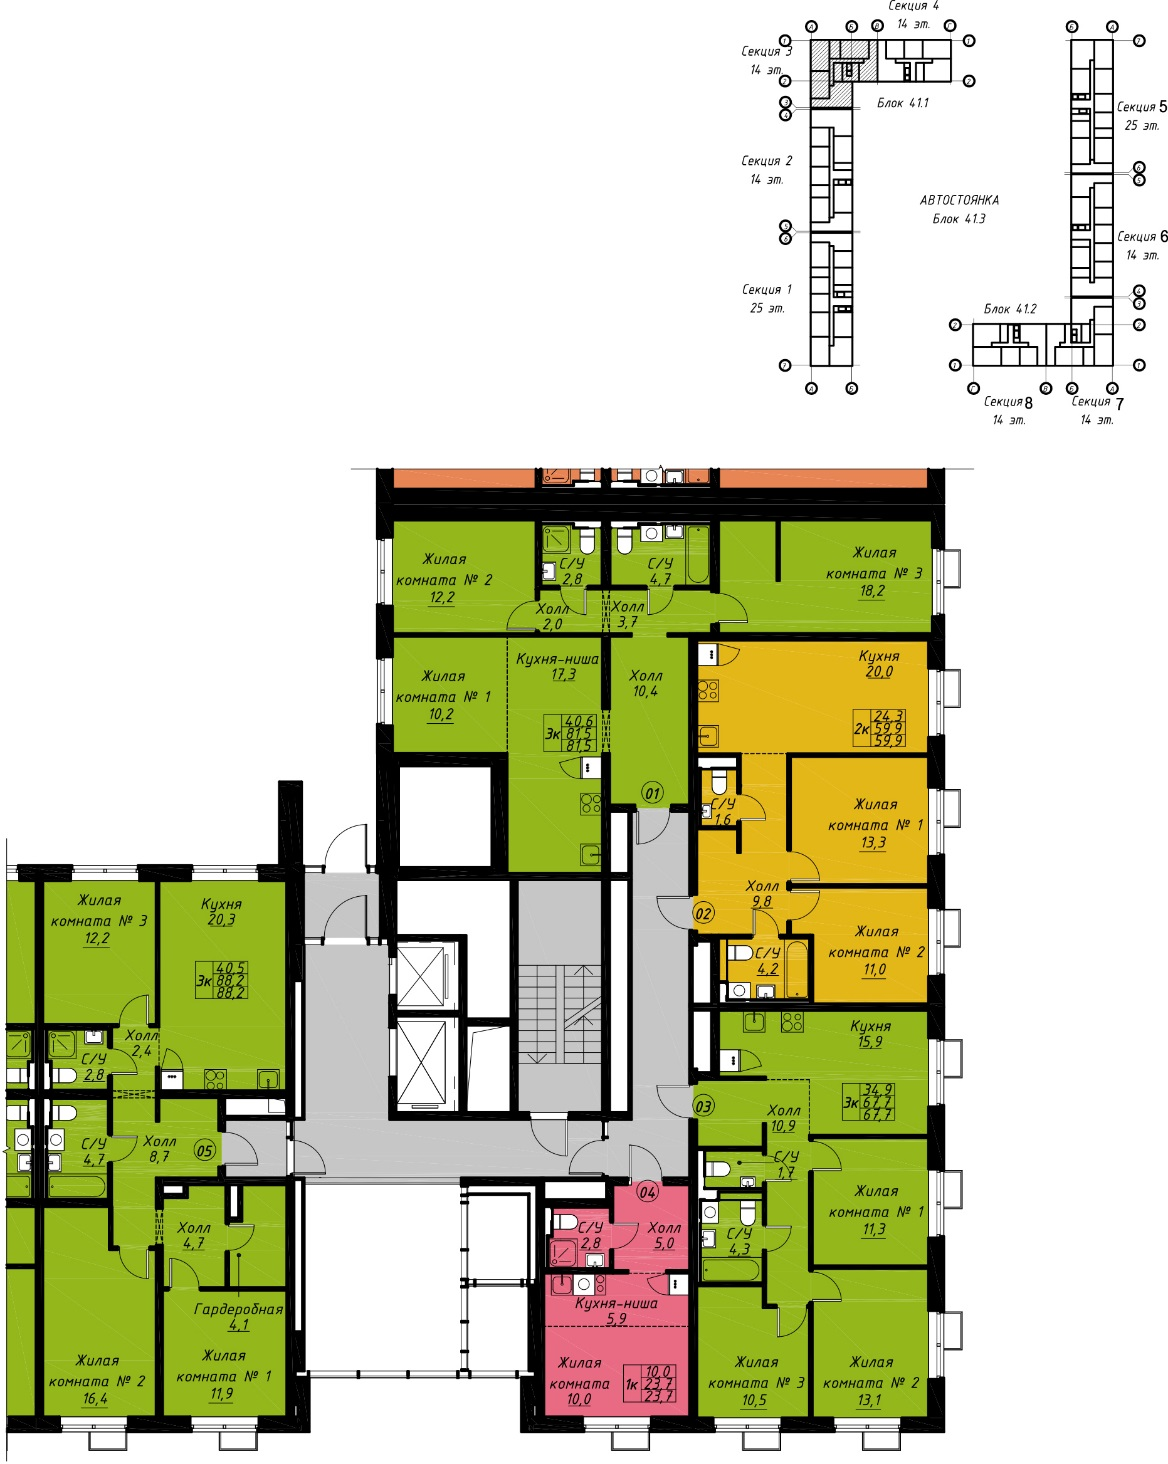 Секция 4
14 эт.
Секция 3
14 эт.
Блок 41.1
Секция 5
25 эт.
Секция 2
14 эт.
АВТОСТОЯНКА
Блок 41.3
Секция 6
14 эт.
Секция 1
25 эт.
Блок 41.2
Секция 8
14 эт.
Секция 7
14 эт.
Жилая
комната № 2
12,2
С/У
2,8
С/У
4,7
Жилая
комната № 3
18,2
Холл
2,0
Холл
3,7
Жилая
комната № 1
10,2
Кухня-ниша
17,3
Холл
10,4
3к
40,6
81,5
81,5
01
Кухня
20,0
2к
24,3
59,9
59,9
С/У
1,6
Жилая
комната № 1
13,3
Холл
9,8
02
С/У
4,2
Жилая
комната № 2
11,0
Жилая
комната № 3
12,2
Кухня
20,3
3к
40,5
88,2
88,2
Холл
2,4
С/У
2,8
С/У
4,7
Холл
8,7
05
Холл
4,7
Гардеробная
4,1
Жилая
комната № 2
16,4
Жилая
комната № 1
11,9
Кухня
15,9
3к
34,9
67,7
67,7
03
Холл
10,9
С/У
1,7
С/У
4,3
Жилая
комната № 1
11,3
Жилая
комната № 3
10,5
Жилая
комната № 2
13,1
04
С/У
2,8
Холл
5,0
Кухня-ниша
5,9
Жилая
комната
10,0
1к
10,0
23,7
23,7